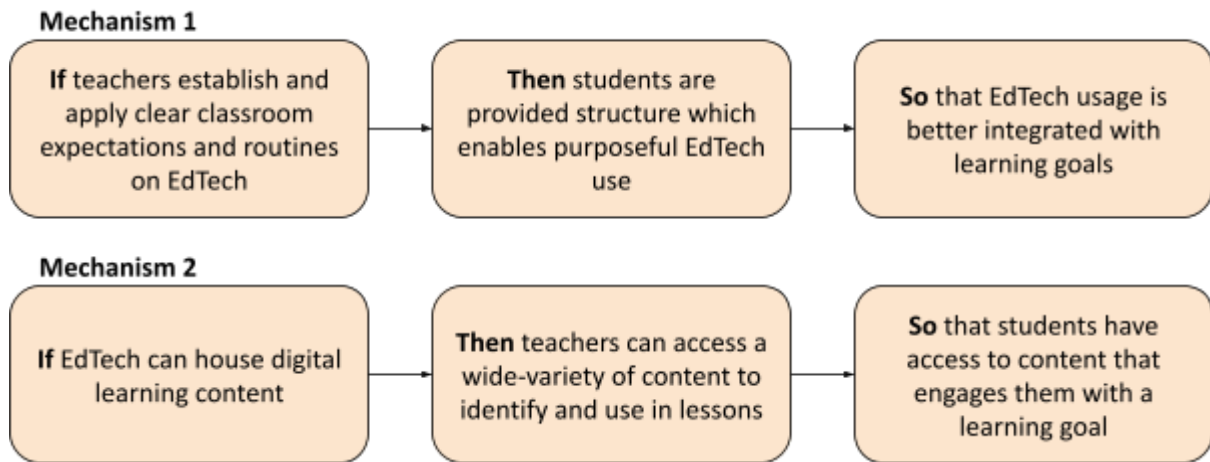 Mechanism 1
If teachers establish and
apply clear classroom
expectations and routines
on EdTech
Then students are
provided structure which
enables purposeful EdTech
use
So that EdTech usage is
better integrated with
learning goals
Mechanism 2
If EdTech can house digital
learning content
Then teachers can access a
wide-variety of content to
identify and use in lessons
So that students have
access to content that
engages them with a
learning goal